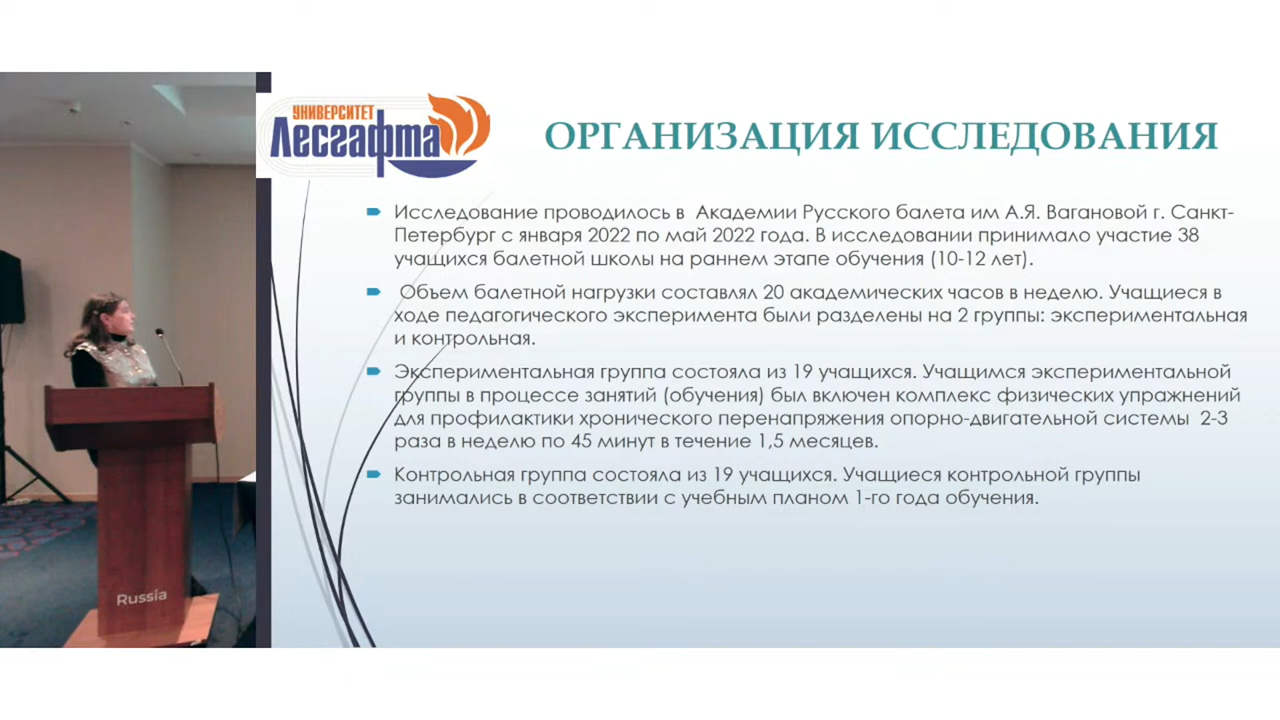 УНИВЕРСИТЕТ
Лесгафта
ОРГАНИЗАЦИЯ ИССЛЕДОВАНИЯ
Исследование проводилось в Академии Русского балета им А.Я. Вагановой г. Санкт-
Петербург с января 2022 по май 2022 года. В исследовании принимало участие 38
учащихся балетной школы на раннем этапе обучения (10-12 лет).
Объем балетной нагрузки составлял 20 академических часов в неделю. Учащиеся в
ходе педагогического эксперимента были разделены на 2 группы: экспериментальная
и контрольная.
Экспериментальная группа состояла из 19 учащихся. Учащимся экспериментальной
группы в процессе занятий (обучения) был включен комплекс физических упражнений
для профилактики хронического перенапряжения опорно-двигательной системы 2-3
раза в неделю по 45 минут в течение 1,5 месяцев.
Контрольная группа состояла из 19 учащихся. Учащиеся контрольной группы
занимались в соответствии с учебным планом 1-го года обучения.
Russia